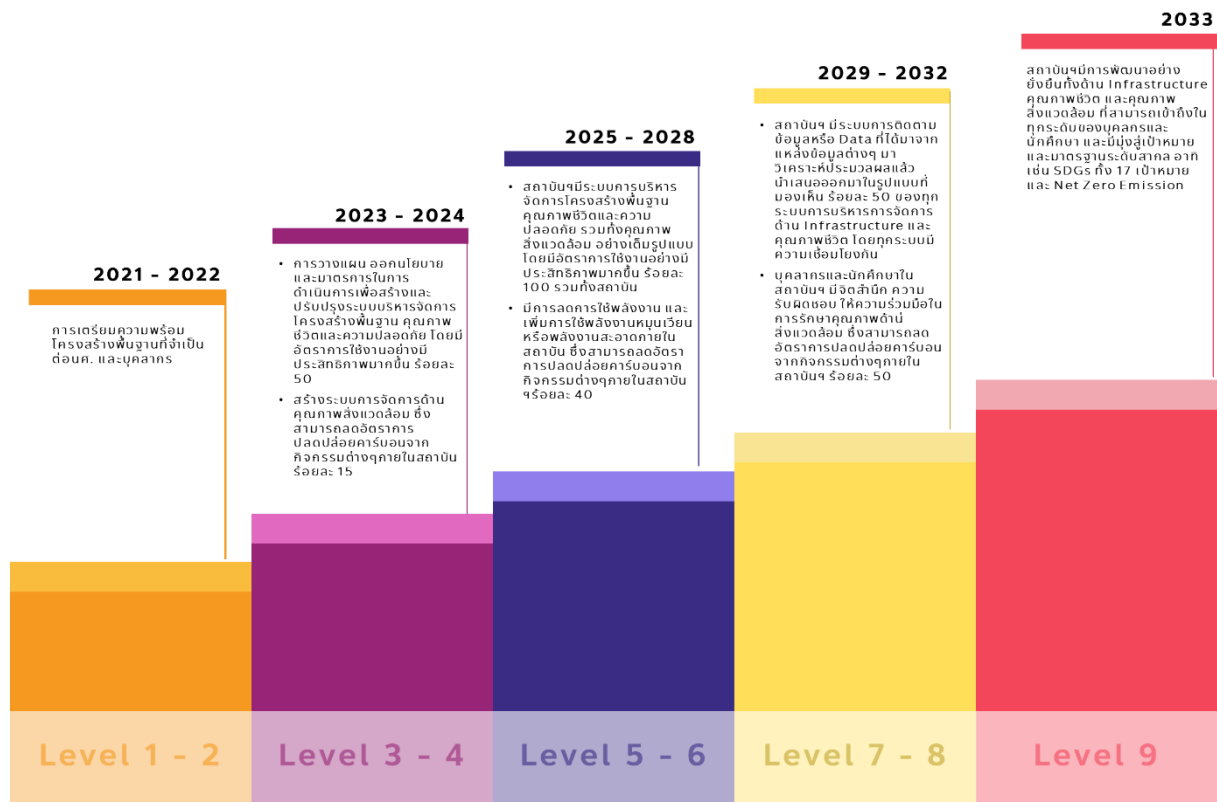 2021 - 2022
การเตรียมความพร้อม
โครงสร้างพื้นฐานที่จำเป็น
ต่อนศ. และบุคลากร
Level 1 - 2
2023 - 2024
• การวางแผน ออกนโยบาย
และมาตรการในการ
ดำเนินการเพื่อสร้างและ
ปรับปรุงระบบบริหารจัดการ
โครงสร้างพื้นฐาน คุณภาพ
ชีวิตและความปลอดภัย โดยมี
อัตราการใช้งานอย่างมี
ประสิทธิภาพมากขึ้น ร้อยละ
50
• สร้างระบบการจัดการด้าน
คุณภาพสิ่งแวดล้อม ซึ่ง
สามารถลดอัตราการ
ปลดปล่อยคาร์บอนจาก
กิจกรรมต่างๆภายในสถาบัน
ร้อยละ 15
Level 3 - 4
2025 - 2028
• สถาบันฯมีระบบการบริหาร
จัดการโครงสร้างพื้นฐาน
คุณภาพชีวิตและความ
ปลอดภัย รวมทั้งคุณภาพ
สิ่งแวดล้อม อย่างเต็มรูปแบบ
โดยมีอัตราการใช้งานอย่างมี
ประสิทธิภาพมากขึ้น ร้อยละ
100 รวมทั้งสถาบัน
• มีการลดการใช้พลังงาน และ
เพิ่มการใช้พลังงานหมุนเวียน
หรือพลังงานสะอาดภายใน
สถาบัน ซึ่งสามารถลดอัตรา
การปลดปล่อยคาร์บอนจาก
กิจกรรมต่างๆภายในสถาบัน
ฯร้อยละ 40
Level 5 - 6
2029 - 2032
• สถาบันฯ มีระบบการติดตาม
ข้อมูลหรือ Data ที่ได้มาจาก
แหล่งข้อมูลต่างๆ มา
วิเคราะห์ประมวลผลแล้ว
นำเสนอออกมาในรูปแบบที่
มองเห็น ร้อยละ 50 ของทุก
ระบบการบริหารการจัดการ
ด้าน Infrastructure และ
คุณภาพชีวิต โดยทุกระบบมี
ความเชื่อมโยงกัน
• บุคลากรและนักศึกษาใน
สถาบันฯ มีจิตสำนึก ความ
รับผิดชอบ ให้ความร่วมมือใน
การรักษาคุณภาพด้าน
สิ่งแวดล้อม ซึ่งสามารถลด
อัตราการปลดปล่อยคาร์บอน
จากกิจกรรมต่างๆภายใน
สถาบันฯ ร้อยละ 50
Level 7 - 8
2033
สถาบันฯมีการพัฒนาอย่าง
ยั่งยืนทั้งด้าน Infrastructure
คุณภาพชีวิต และคุณภาพ
สิ่งแวดล้อม ที่สามารถเข้าถึงใน
ทุกระดับของบุคลกรและ
นักศึกษา และมีมุ่งสู่เป้าหมาย
และมาตรฐานระดับสากล อาทิ
เช่น SDGs ทั้ง 17 เป้าหมาย
และ Net Zero Emission
Level 9